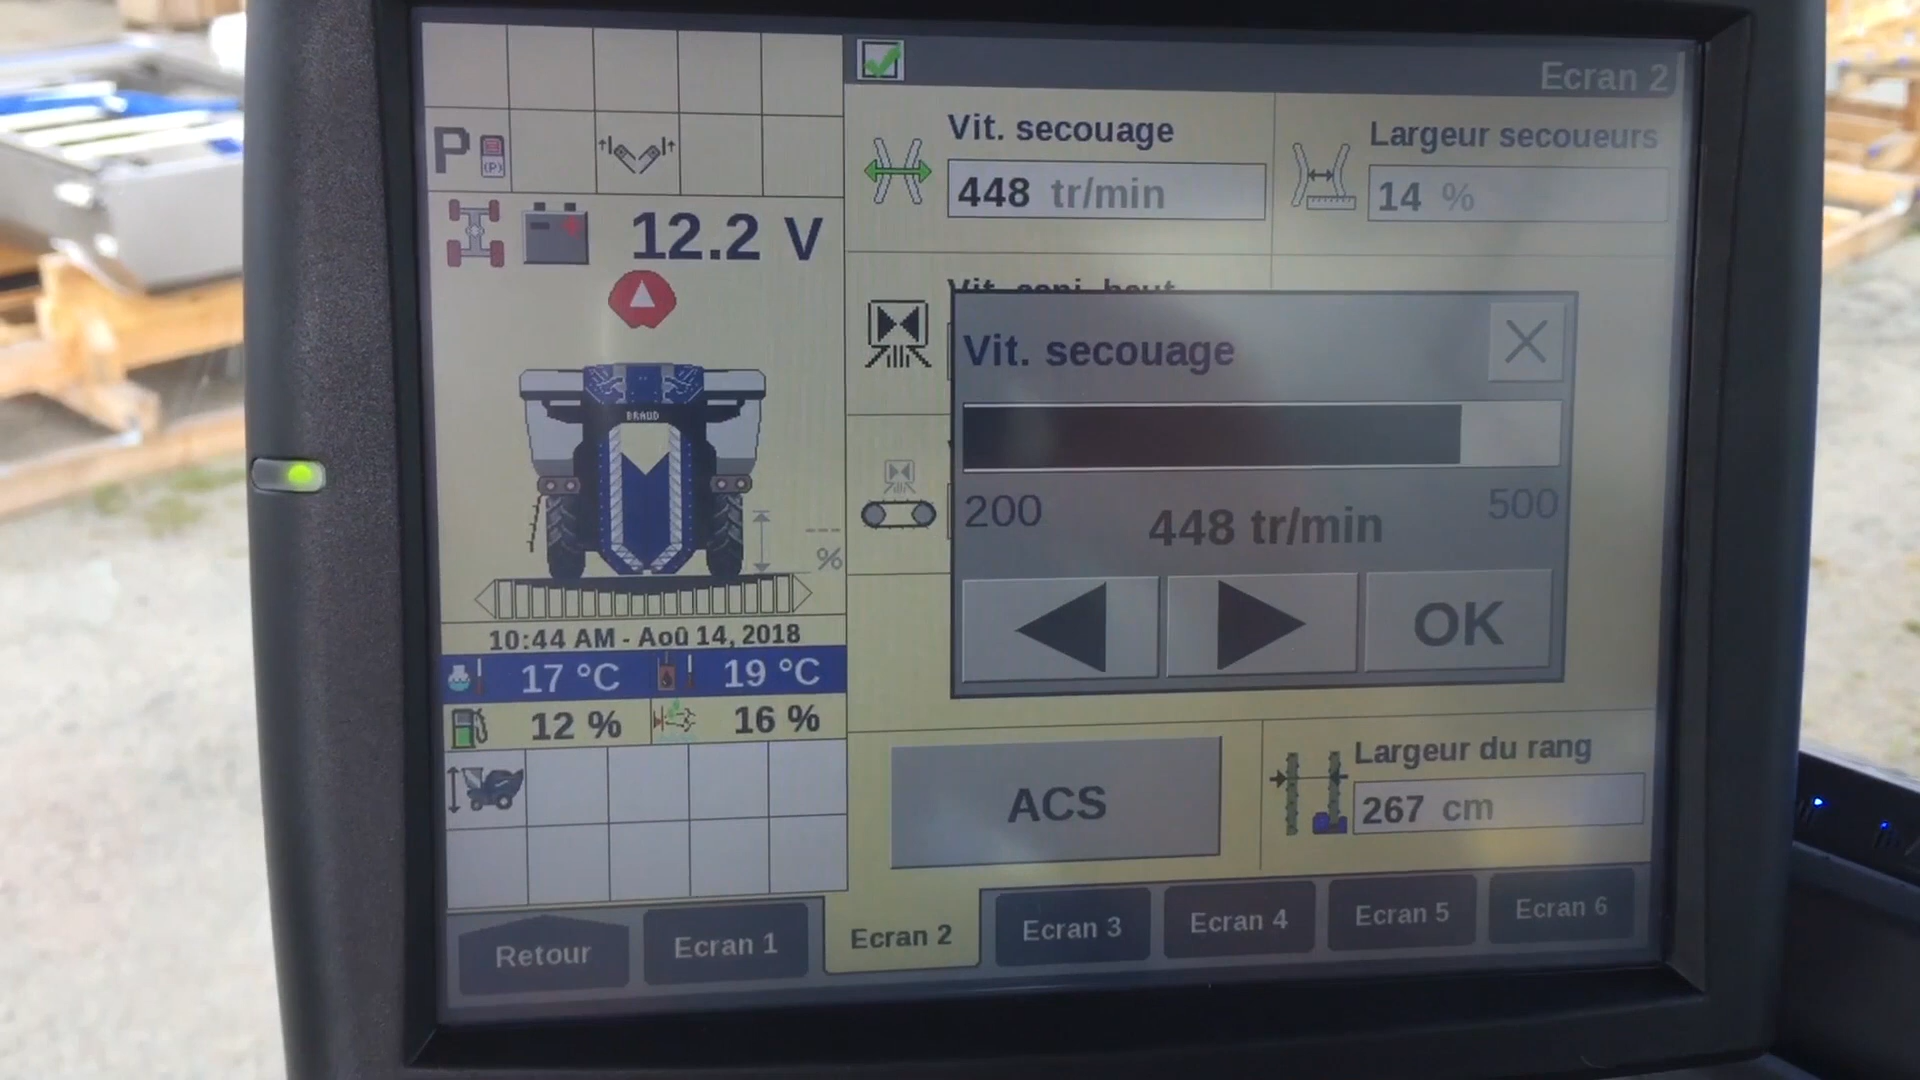 Ecran 2
P
(P)
12.2 V
BRAUD
---
%
10:44 AM - Aoû 14, 2018
17 °C
19 °C
12 %
16 %
Vit. secouage
448 tr/min
Largeur secoueurs
14 %
Vit. secouage
200
500
448 tr/min
OK
ACS
Largeur du rang
267 cm
Retour
Ecran 1
Ecran 2
Ecran 3
Ecran 4
Ecran 5
Ecran 6